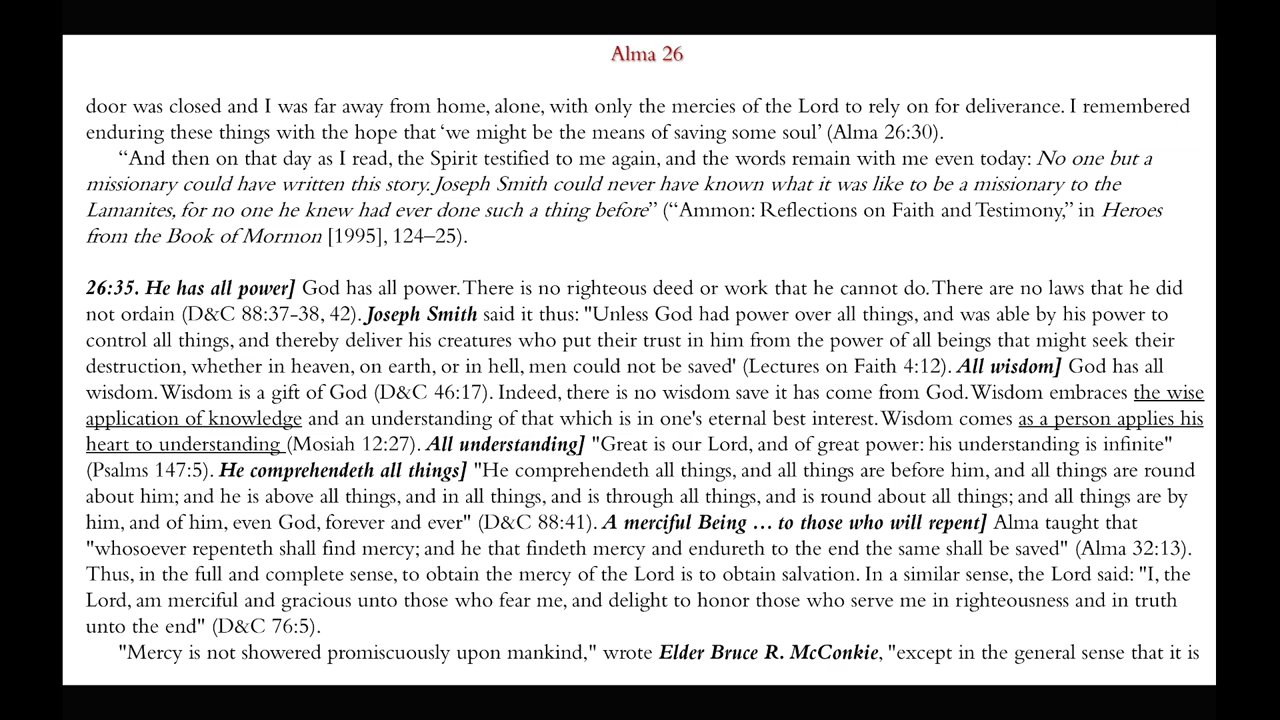 Alma 26
door was closed and I was far away from home, alone, with only the mercies of the Lord to rely on for deliverance. I remembered
enduring these things with the hope that ‘we might be the means of saving some soul’ (Alma 26:30).
“And then on that day as I read, the Spirit testified to me again, and the words remain with me even today: No one but a
missionary could have written this story. Joseph Smith could never have known what it was like to be a missionary to the
Lamanites, for no one he knew had ever done such a thing before” (“Ammon: Reflections on Faith and Testimony,” in Heroes
from the Book of Mormon [1995], 124–25).
26:35. He has all power] God has all power. There is no righteous deed or work that he cannot do. There are no laws that he did
not ordain (D&C 88:37-38, 42). Joseph Smith said it thus: "Unless God had power over all things, and was able by his power to
control all things, and thereby deliver his creatures who put their trust in him from the power of all beings that might seek their
destruction, whether in heaven, on earth, or in hell, men could not be saved' (Lectures on Faith 4:12). All wisdom] God has all
wisdom. Wisdom is a gift of God (D&C 46:17). Indeed, there is no wisdom save it has come from God. Wisdom embraces the wise
application of knowledge and an understanding of that which is in one's eternal best interest. Wisdom comes as a person applies his
heart to understanding (Mosiah 12:27). All understanding] "Great is our Lord, and of great power: his understanding is infinite"
(Psalms 147:5). He comprehendeth all things] "He comprehendeth all things, and all things are before him, and all things are round
about him; and he is above all things, and in all things, and is through all things, and is round about all things; and all things are by
him, and of him, even God, forever and ever" (D&C 88:41). A merciful Being … to those who will repent] Alma taught that
"whosoever repenteth shall find mercy; and he that findeth mercy and endureth to the end the same shall be saved" (Alma 32:13).
Thus, in the full and complete sense, to obtain the mercy of the Lord is to obtain salvation. In a similar sense, the Lord said: "I, the
Lord, am merciful and gracious unto those who fear me, and delight to honor those who serve me in righteousness and in truth
unto the end" (D&C 76:5).
"Mercy is not showered promiscuously upon mankind," wrote Elder Bruce R. McConkie, "except in the general sense that it is